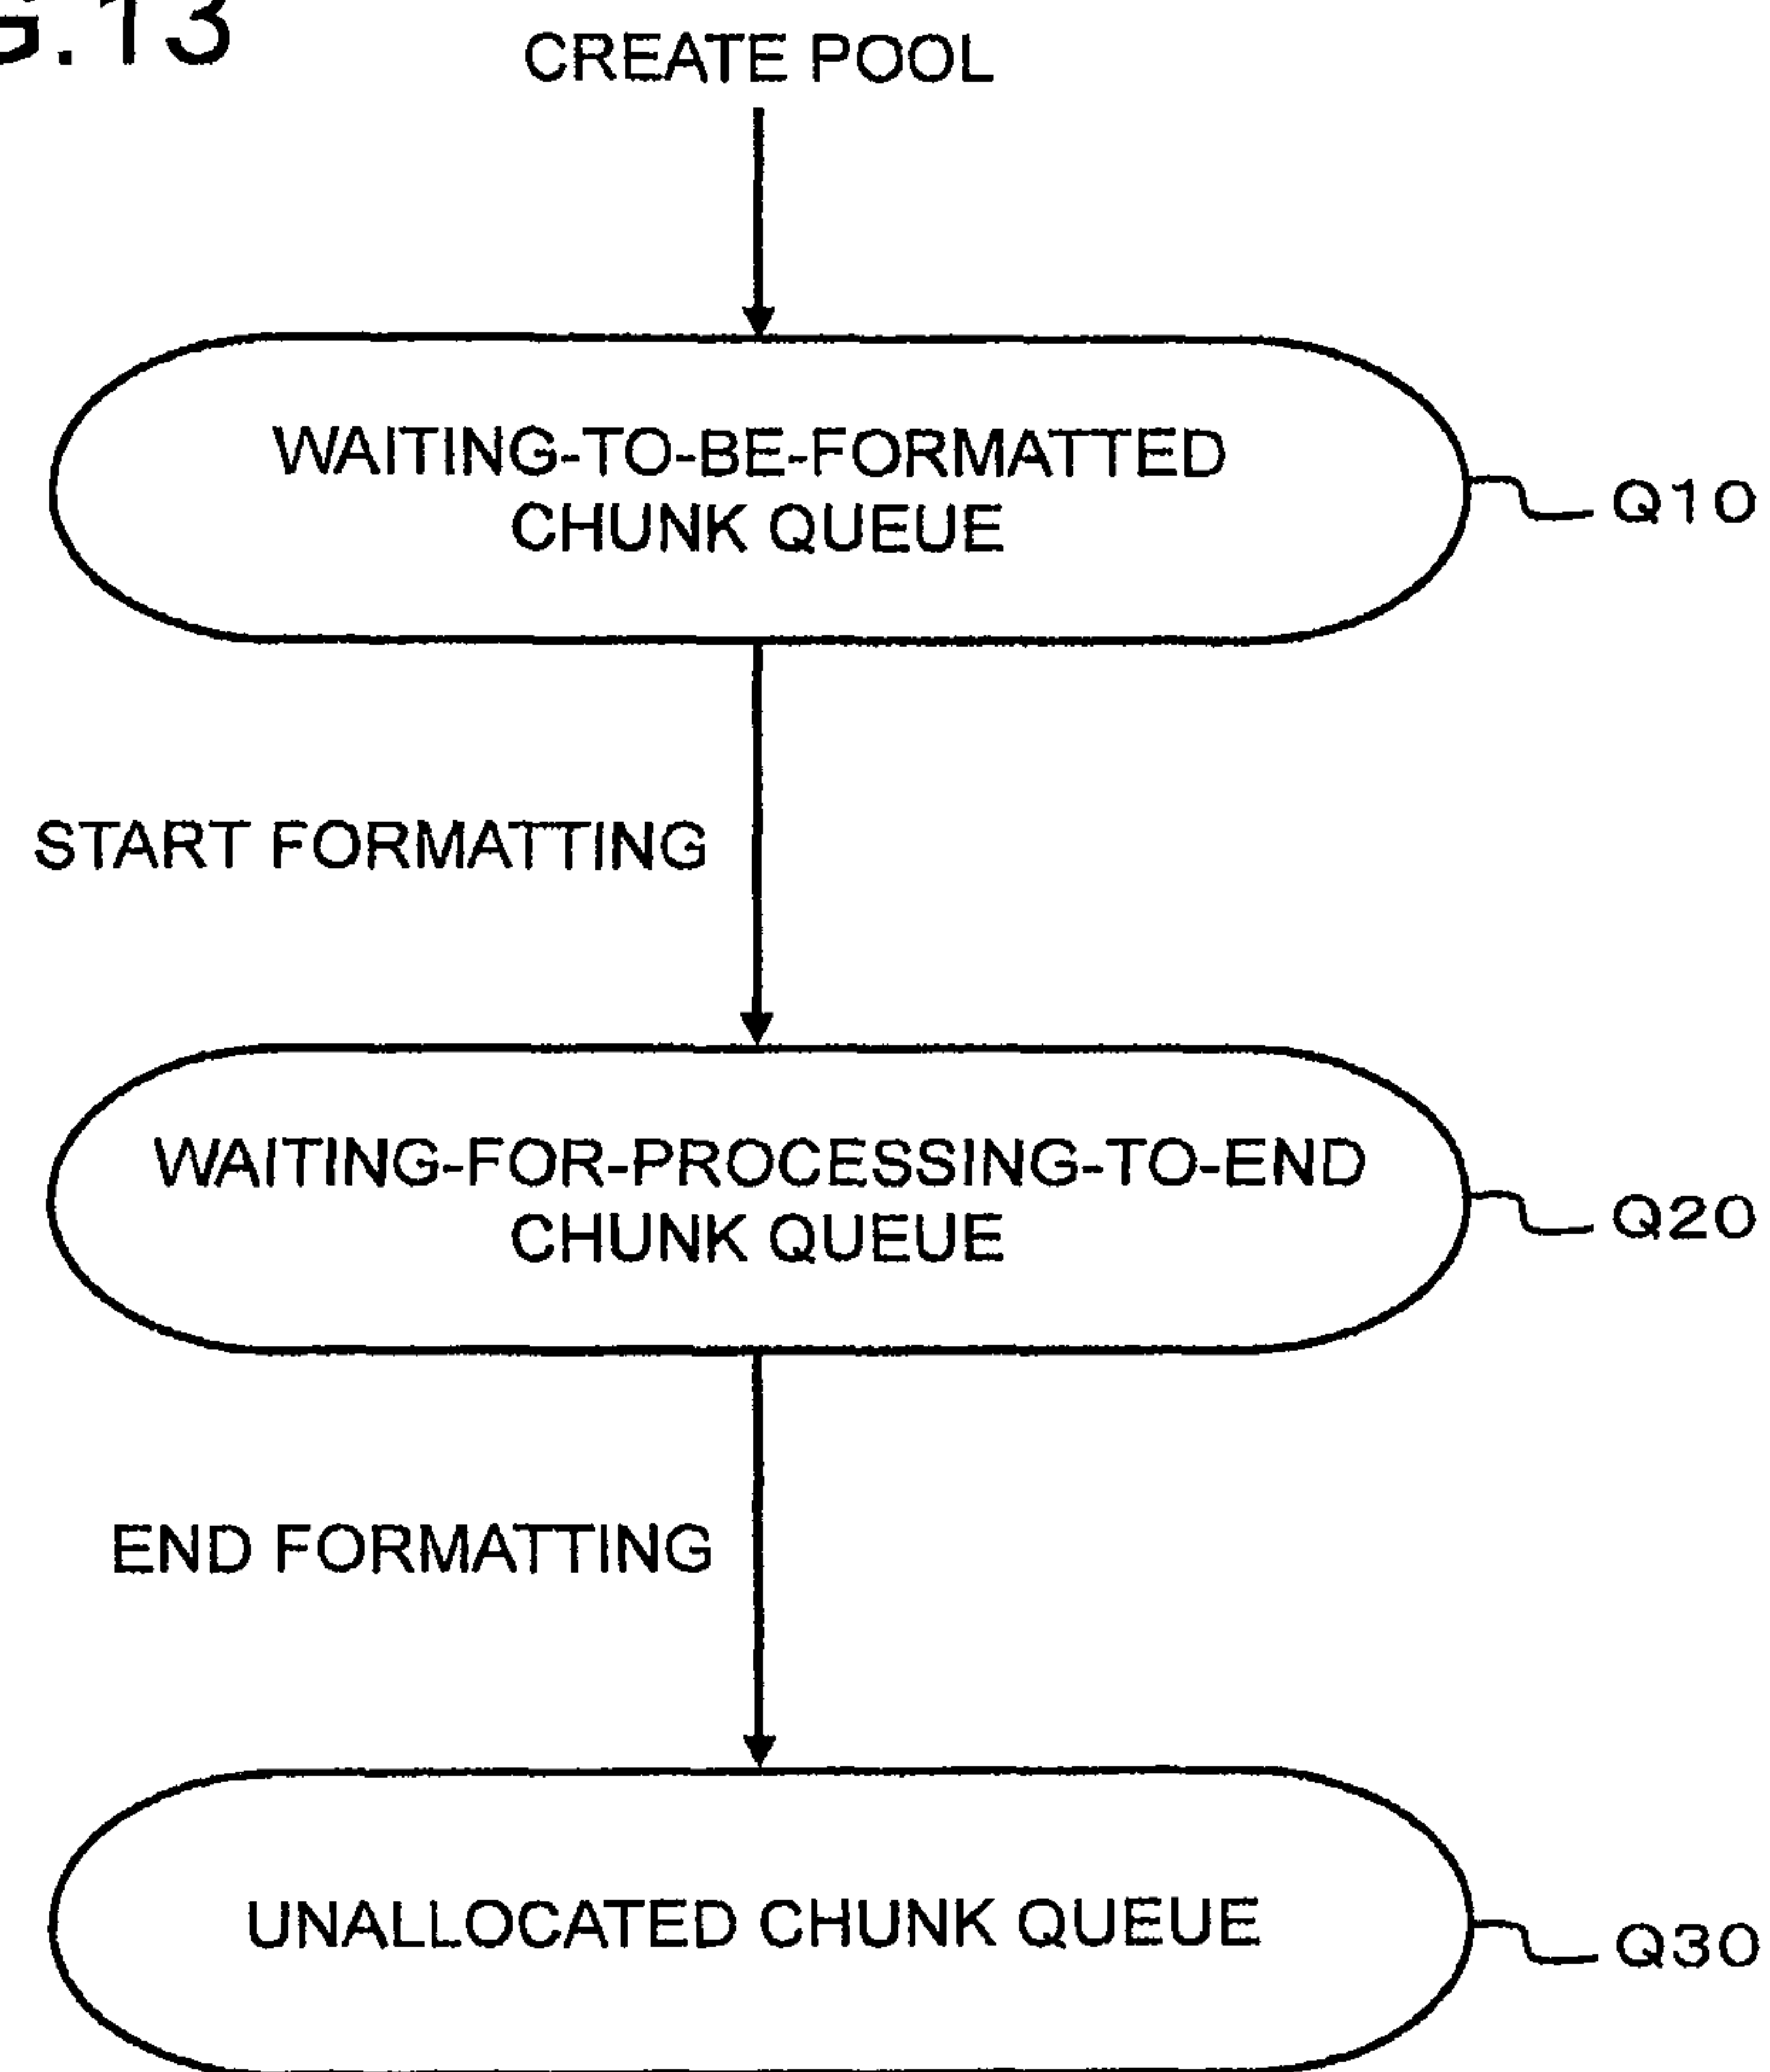 G.13
CREATE POOL
WAITING-TO-BE-FORMATTED
CHUNK QUEUE
Q10
START FORMATTING
WAITING-FOR-PROCESSING-TO-END
CHUNK QUEUE
Q20
END FORMATTING
UNALLOCATED CHUNK QUEUE
Q30